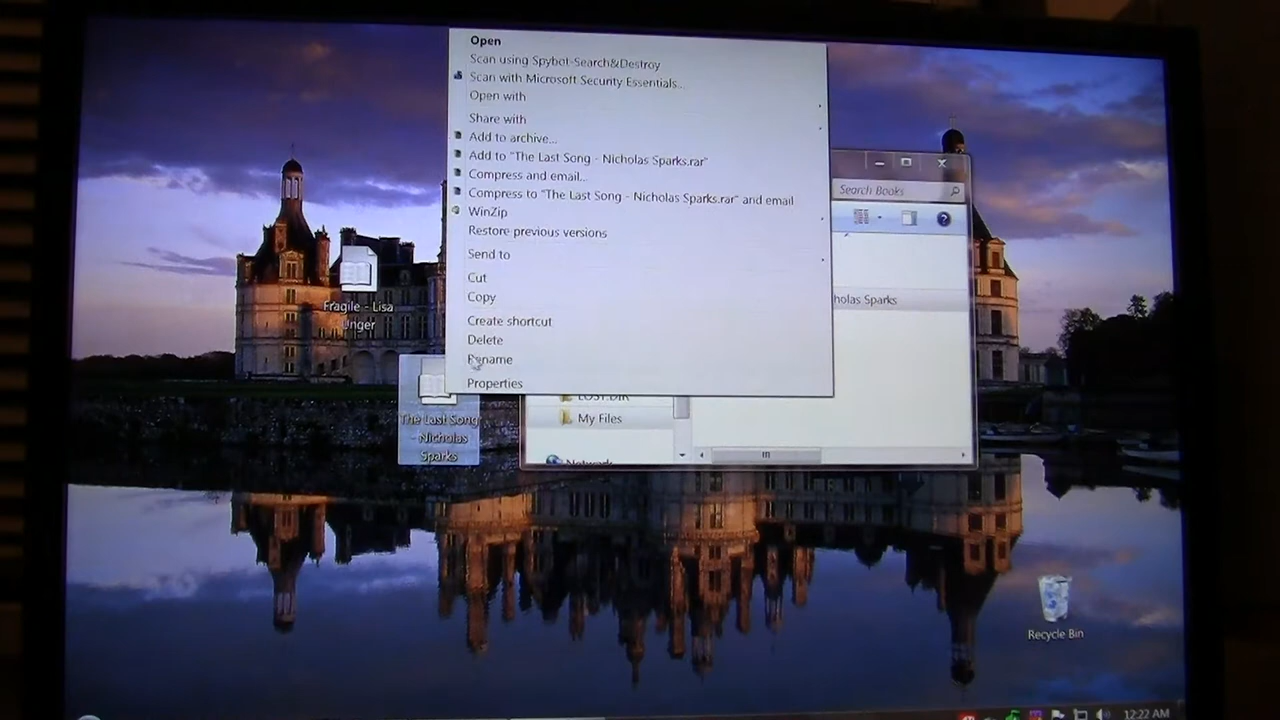 Open
Scan using Spybot-Search&Destroy
Scan with Microsoft Security Essentials...
Open with
Share with
Add to archive...
Add to "The Last Song - Nicholas Sparks.rar"
Compress and email...
Compress to "The Last Song - Nicholas Sparks.rar" and email
WinZip
Restore previous versions
Send to
Cut
Copy
Create shortcut
Delete
Rename
Properties
Search Books
holas Sparks
Fragile - Lisa
Unger
The Last Song
- Nicholas
Sparks
LOST.DIR
My Files
Network
Recycle Bin
12:22 AM